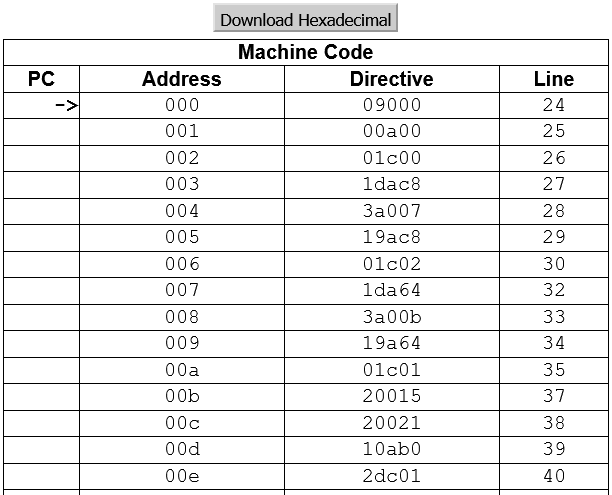 Download Hexadecimal
Machine Code
PC Address Directive Line
-> 000 09000 24
001 00a00 25
002 01c00 26
003 1dac8 27
004 3a007 28
005 19ac8 29
006 01c02 30
007 1da64 32
008 3a00b 33
009 19a64 34
00a 01c01 35
00b 20015 37
00c 20021 38
00d 10ab0 39
00e 2dc01 40